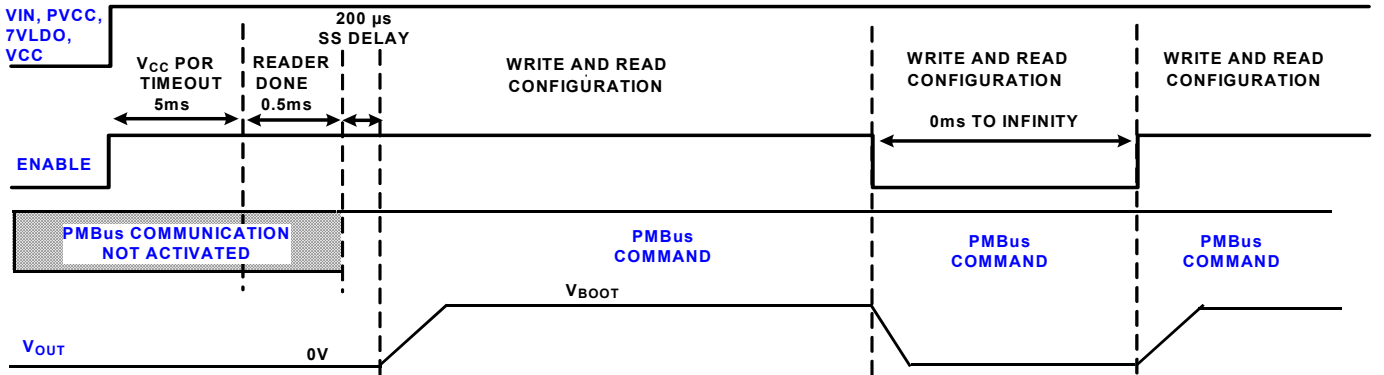 VIN, PVCC,
7VLDO,
VCC
200 µs
SS DELAY
VCC POR
TIMEOUT
5ms
READER
DONE
0.5ms
WRITE AND READ
CONFIGURATION
WRITE AND READ
CONFIGURATION
WRITE AND READ
CONFIGURATION
0ms TO INFINITY
ENABLE
PMBus COMMUNICATION
NOT ACTIVATED
PMBus
COMMAND
PMBus
COMMAND
PMBus
COMMAND
VBOOT
VOUT
0V